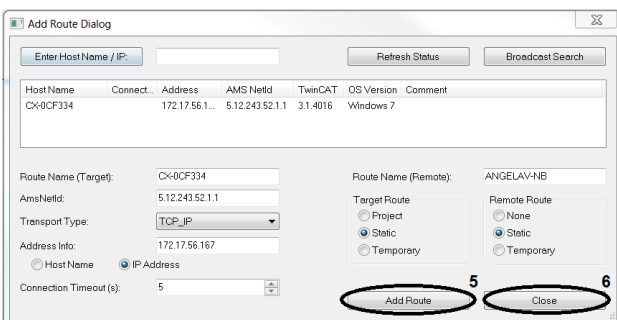 Add Route Dialog
Enter Host Name / IP: Refresh Status Broadcast Search
Host Name Connect... Address AMS NetId TwinCAT OS Version Comment
CX-0CF334 172.17.56.1... 5.12.243.52.1.1 3.1.4016 Windows 7
Route Name (Target): CX-0CF334 Route Name (Remote): ANGELAV-NB
AmsNetId: 5.12.243.52.1.1 Target Route Remote Route
Transport Type: TCP_IP Project None
Static Static
Address Info: 172.17.56.167 Temporary Temporary
Host Name IP Address
Connection Timeout (s): 5 5 6
Add Route Close